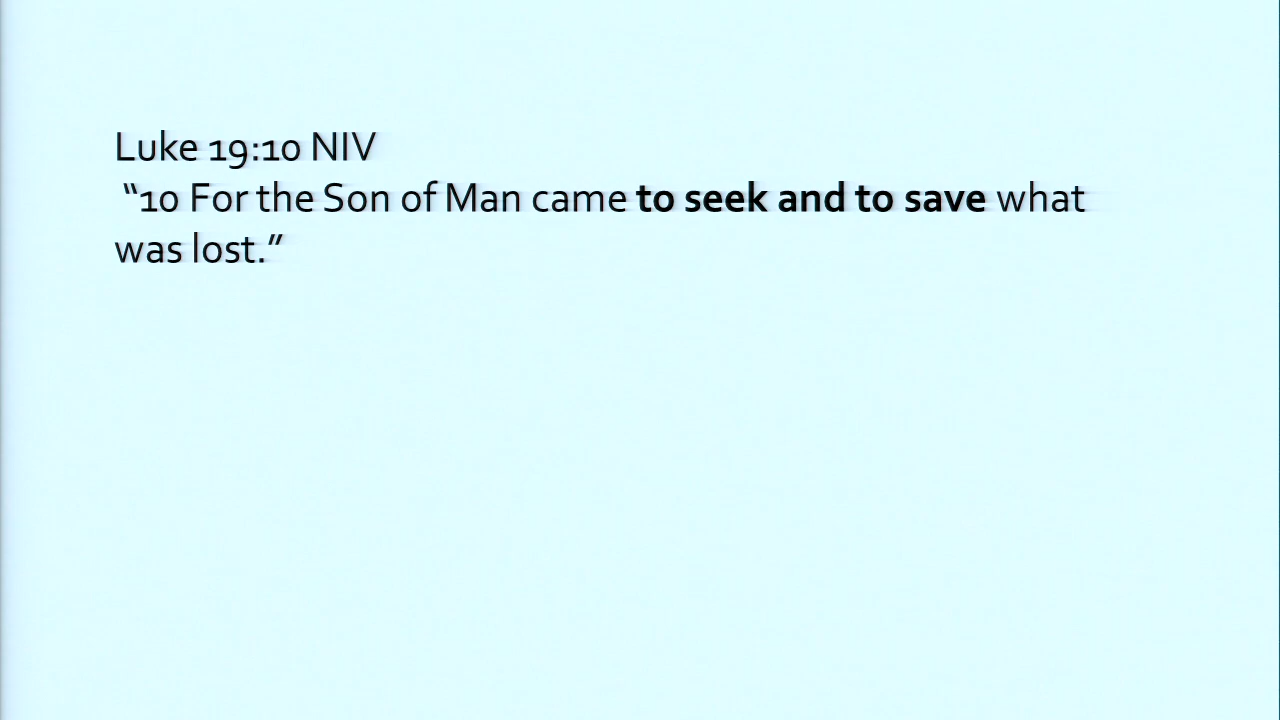 Luke 19:10 NIV
“10 For the Son of Man came to seek and to save what
was lost.”